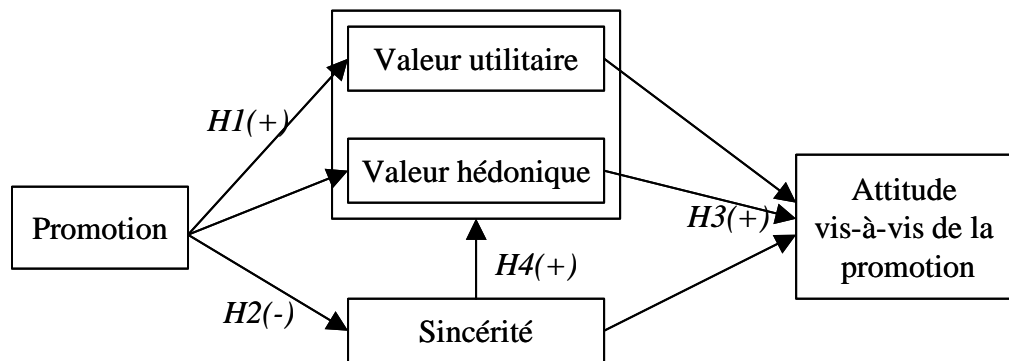 Valeur utilitaire
H1(+)
Valeur hédonique
Promotion
Attitude
vis-à-vis de la
promotion
H3(+)
H4(+)
H2(-)
Sincérité